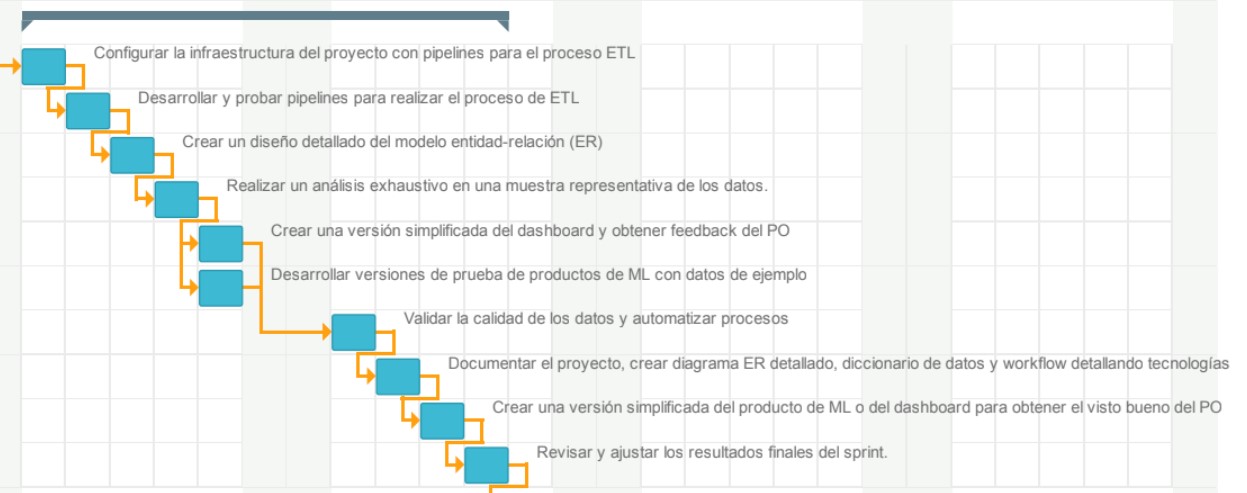 Configurar la infraestructura del proyecto con pipelines para el proceso ETL
Desarrollar y probar pipelines para realizar el proceso de ETL
Crear un diseño detallado del modelo entidad-relación (ER)
Realizar un análisis exhaustivo en una muestra representativa de los datos.
Crear una versión simplificada del dashboard y obtener feedback del PO
Desarrollar versiones de prueba de productos de ML con datos de ejemplo
Validar la calidad de los datos y automatizar procesos
Documentar el proyecto, crear diagrama ER detallado, diccionario de datos y workflow detallando tecnologías
Crear una versión simplificada del producto de ML o del dashboard para obtener el visto bueno del PO
Revisar y ajustar los resultados finales del sprint.